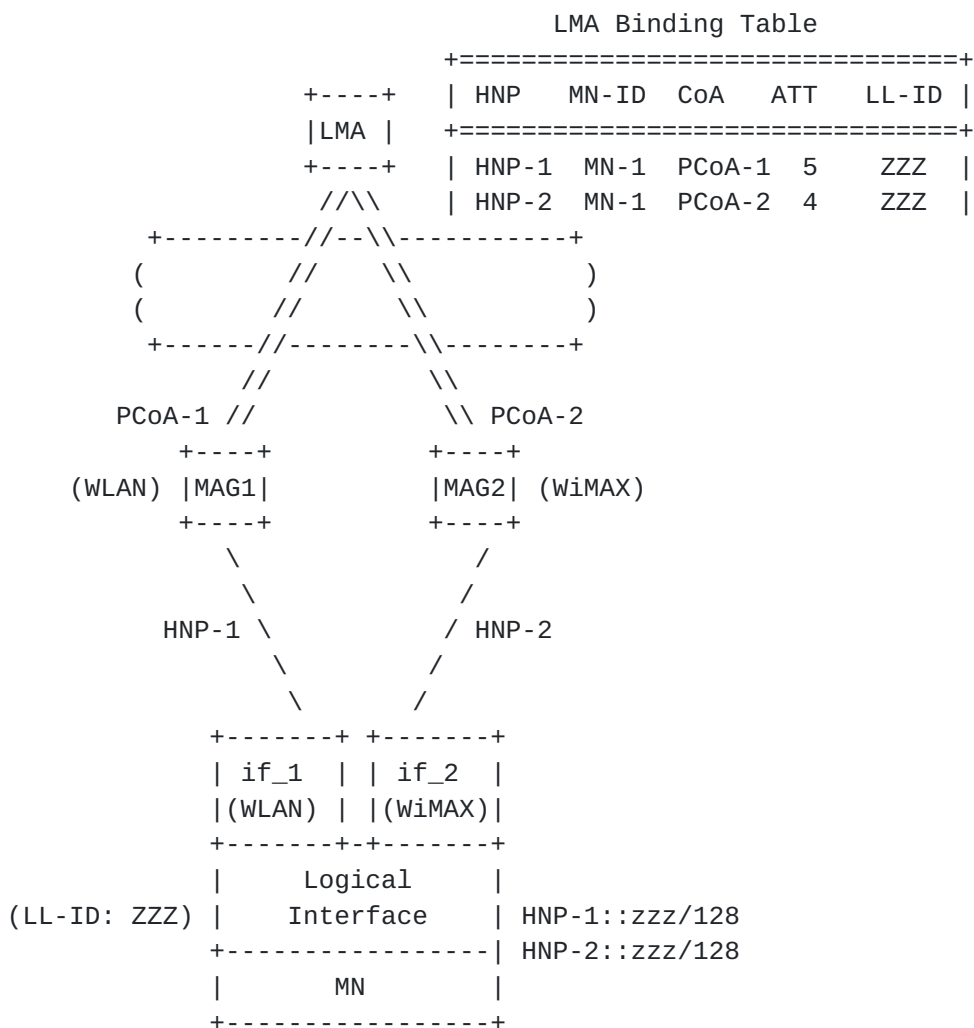 LMA Binding Table
+================================+
+----+ | HNP MN-ID CoA ATT LL-ID |
|LMA | +================================+
+----+ | HNP-1 MN-1 PCoA-1 5 ZZZ |
//\\ | HNP-2 MN-1 PCoA-2 4 ZZZ |
+---------//--\\-----------+
( // \\ )
( // \\ )
+------//--------\\--------+
// \\
PCoA-1 // \\ PCoA-2
+----+ +----+
(WLAN) |MAG1| |MAG2| (WiMAX)
+----+ +----+
\ /
\ /
HNP-1 \ / HNP-2
\ /
\ /
+-------+ +-------+
| if_1 | | if_2 |
|(WLAN) | |(WiMAX)|
+-------+-+-------+
| Logical |
(LL-ID: ZZZ) | Interface | HNP-1::zzz/128
+-----------------| HNP-2::zzz/128
| MN |
+-----------------+